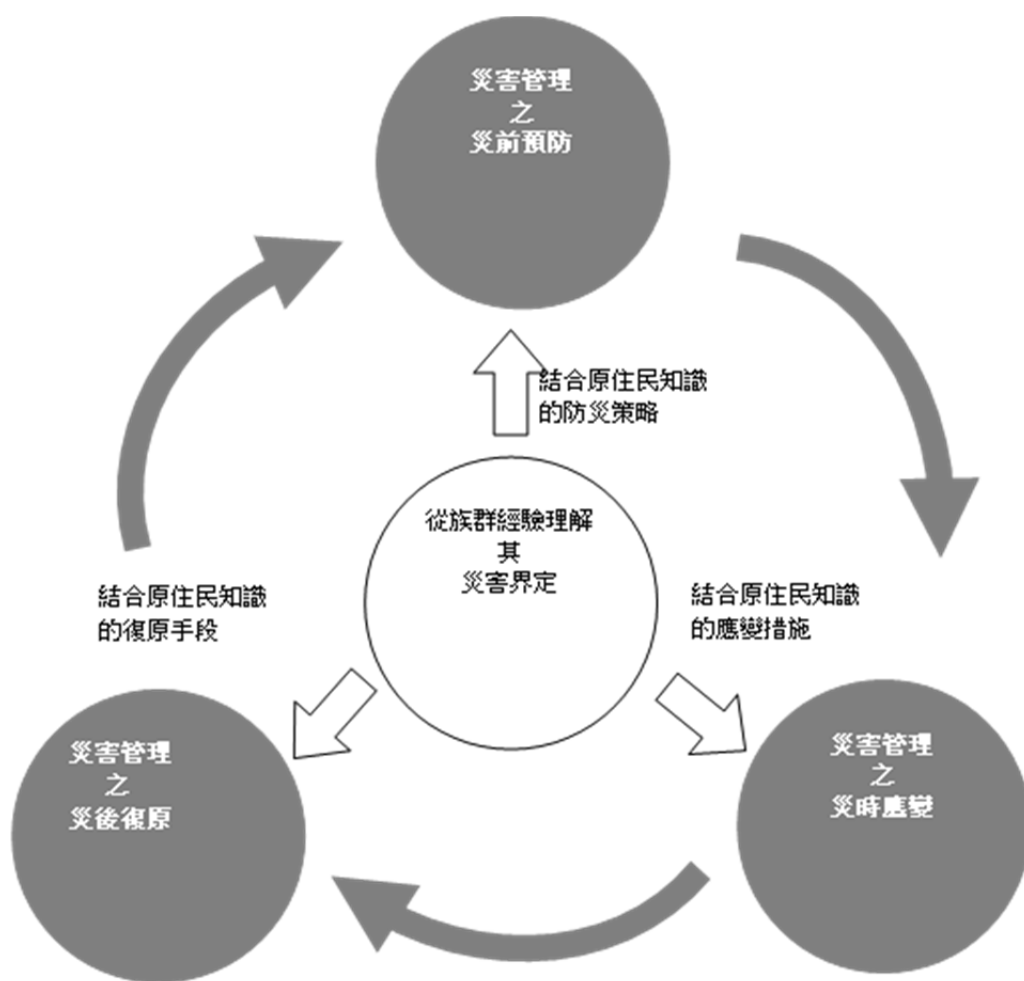 災害管理
之
災前預防
結合原住民知識
的防災策略
從族群經驗理解
其
災害界定
結合原住民知識
的復原手段
結合原住民知識
的應變措施
災害管理
之
災後復原
災害管理
之
災時應變